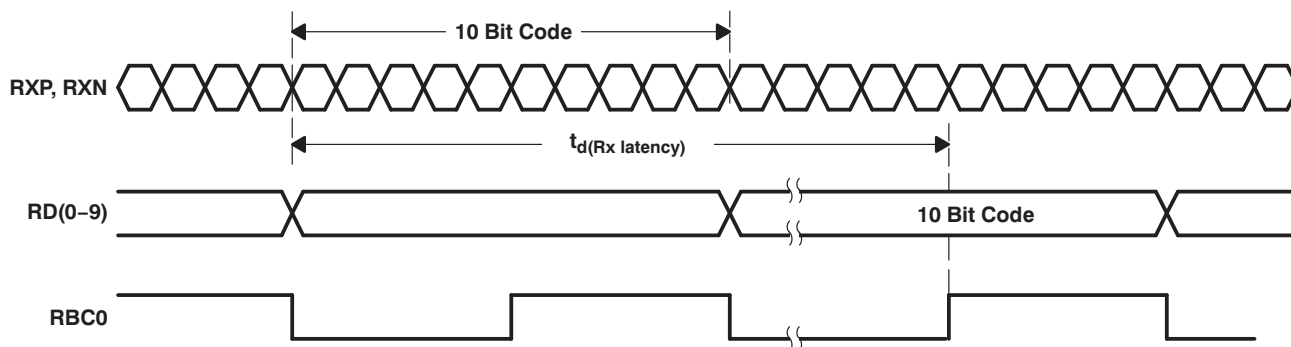 10 Bit Code
RXP, RXN
td(Rx latency)
RD(0−9)
10 Bit Code
RBC0